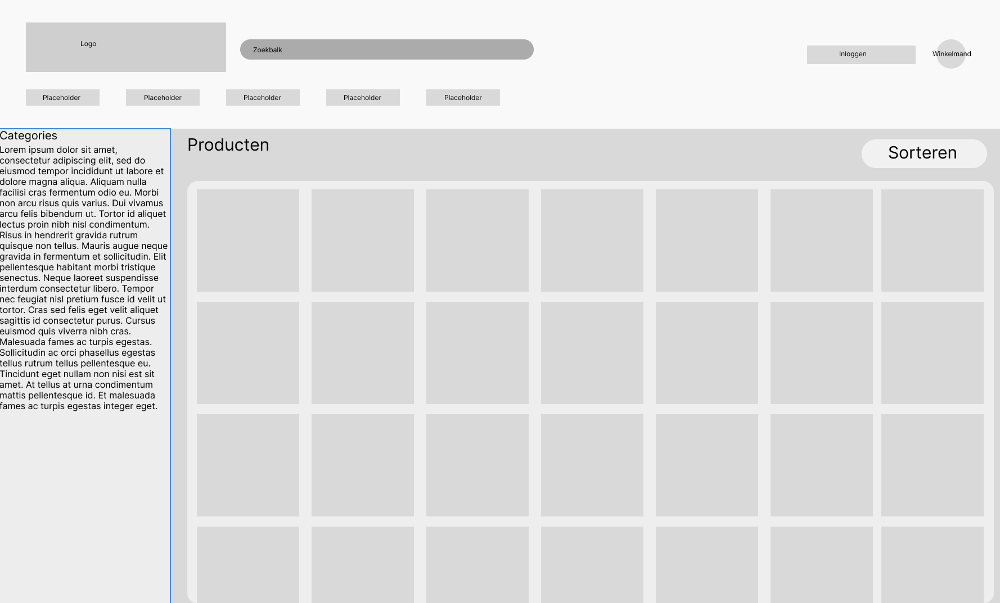 Logo
Zoekbalk
Inloggen
Winkelmand
Placeholder
Placeholder
Placeholder
Placeholder
Placeholder
Categories
Lorem ipsum dolor sit amet,
consectetur adipiscing elit, sed do
eiusmod tempor incididunt ut labore et
dolore magna aliqua. Aliquam nulla
facilisi cras fermentum odio eu. Morbi
non arcu risus quis varius. Dui vivamus
arcu felis bibendum ut. Tortor id aliquet
lectus proin nibh nisl condimentum.
Risus in hendrerit gravida rutrum
quisque non tellus. Mauris augue neque
gravida in fermentum et sollicitudin. Elit
pellentesque habitant morbi tristique
senectus. Neque laoreet suspendisse
interdum consectetur libero. Tempor
nec feugiat nisl pretium fusce id velit ut
tortor. Cras sed felis eget velit aliquet
sagittis id consectetur purus. Cursus
euismod quis viverra nibh cras.
Malesuada fames ac turpis egestas.
Sollicitudin ac orci phasellus egestas
tellus rutrum tellus pellentesque eu.
Tincidunt eget nullam non nisi est sit
amet. At tellus at urna condimentum
mattis pellentesque id. Et malesuada
fames ac turpis egestas integer eget.
Producten
Sorteren